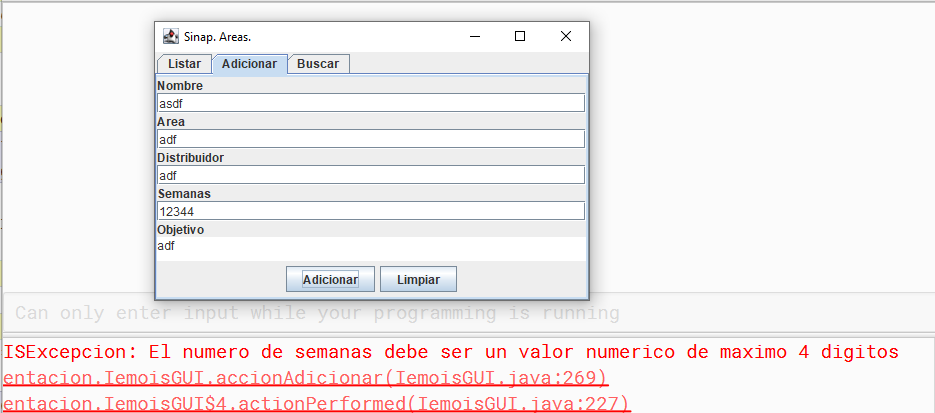 Sinap. Areas.
Listar Adicionar Buscar
Nombre
asdf
Area
adf
Distribuidor
adf
Semanas
12344
Objetivo
adf
Adicionar Limpiar
Can only enter input while your programming is running
ISExcepcion: El numero de semanas debe ser un valor numerico de maximo 4 digitos
entacion.IemoisGUI.accionAdicionar(IemoisGUI.java:269)
entacion.IemoisGUI$4.actionPerformed(IemoisGUI.java:227)